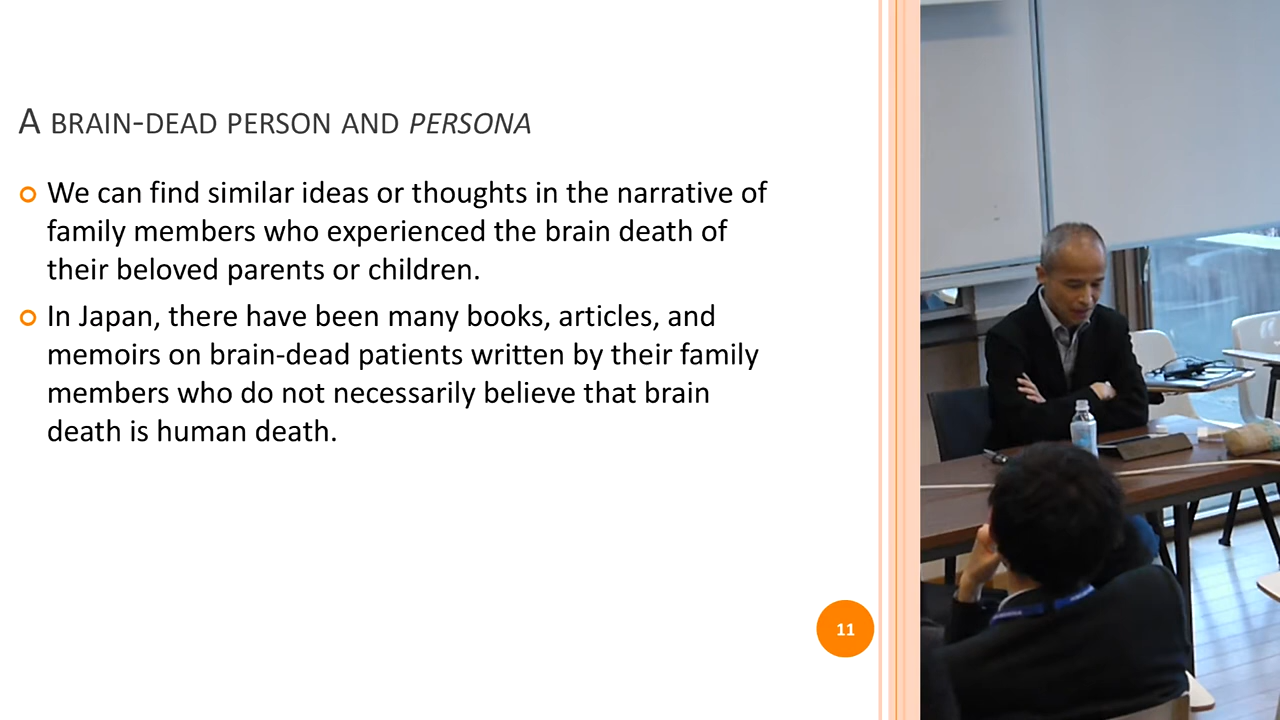 A BRAIN-DEAD PERSON AND PERSONA
We can find similar ideas or thoughts in the narrative of
family members who experienced the brain death of
their beloved parents or children.
In Japan, there have been many books, articles, and
memoirs on brain-dead patients written by their family
members who do not necessarily believe that brain
death is human death.
11